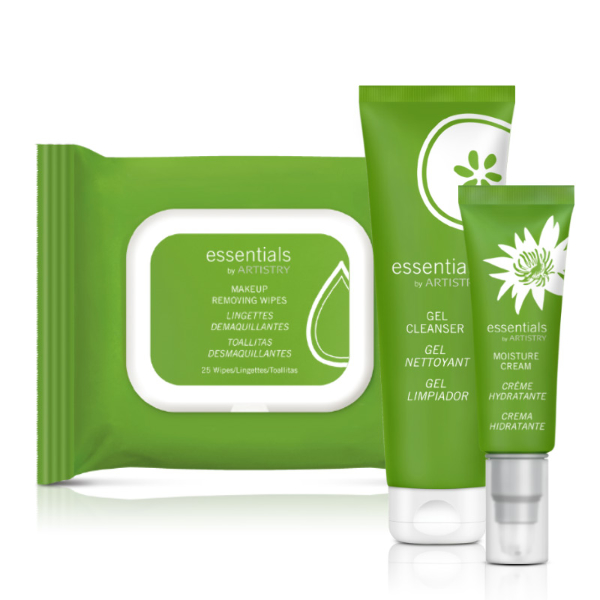 essentials
by ARTISTRY
MAKEUP
REMOVING WIPES
LINGETTES
DEMAQUILLANTES
TOALLITAS
DESMAQUILLANTES
25 Wipes/Lingettes/Toallitas
essentials
by ARTISTRY
GEL
CLEANSER
GEL
NETTOYANT
GEL
LIMPIADOR
essentials
by ARTISTRY
MOISTURE
CREAM
CRÈME
HYDRATANTE
CREMA
HIDRATANTE